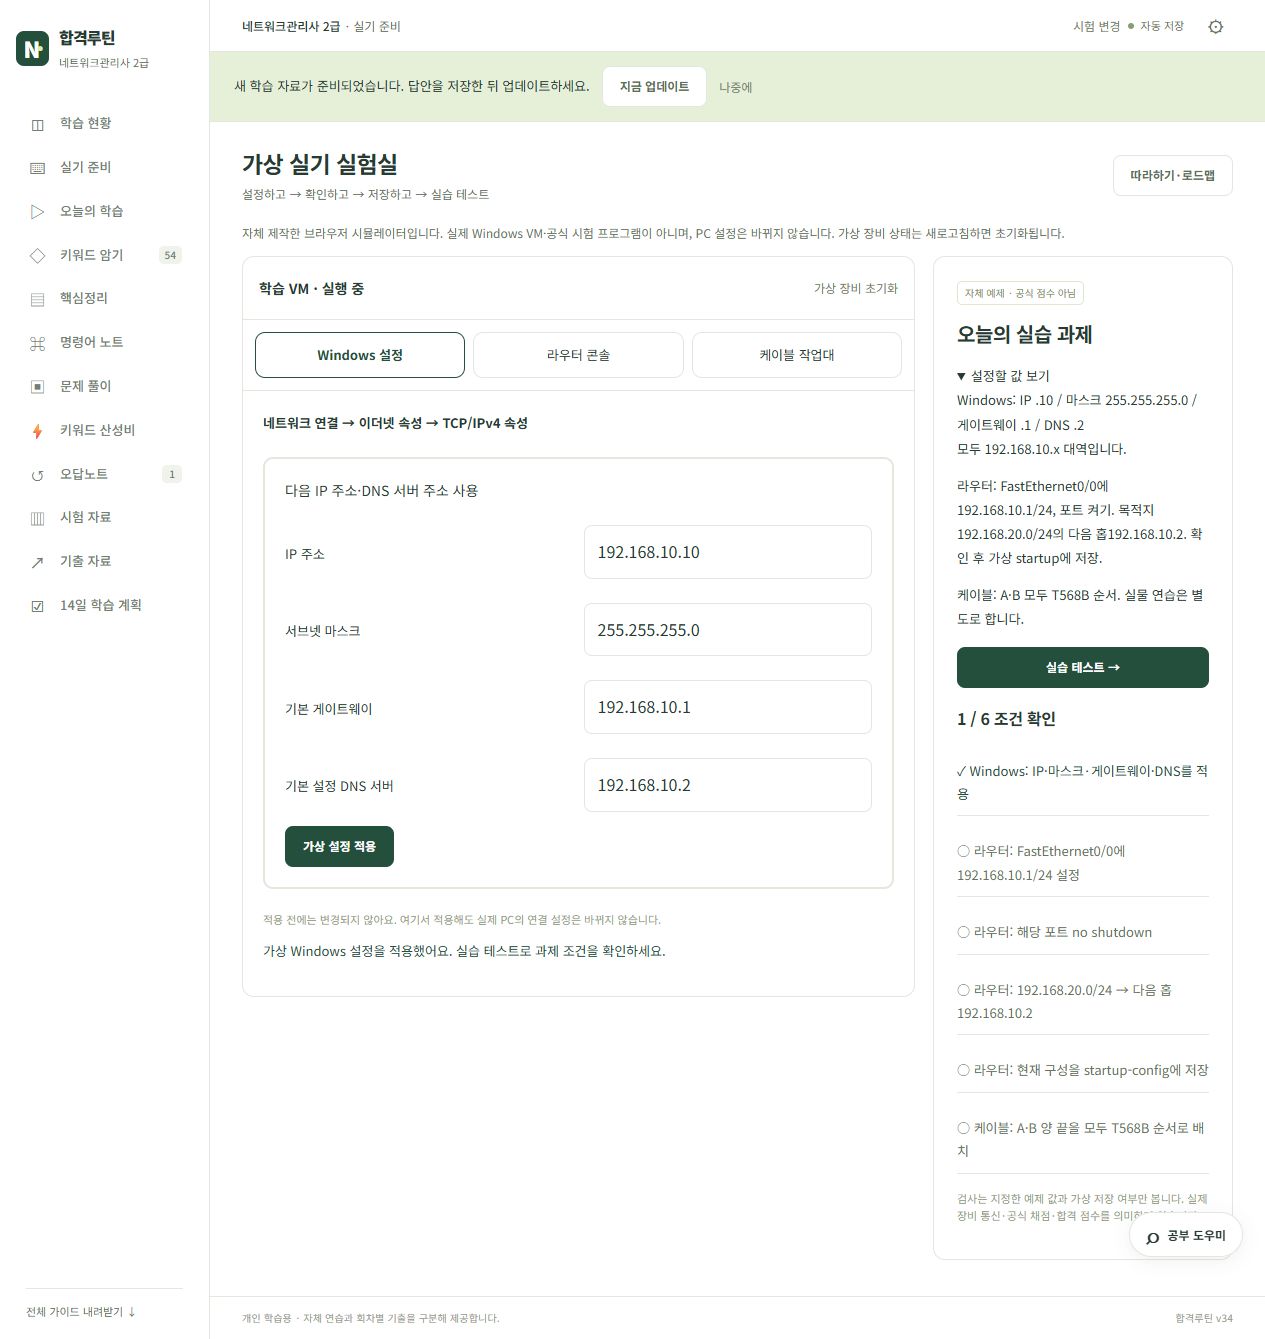 합격루틴
네트워크관리사 2급
학습 현황
실기 준비
오늘의 학습
키워드 암기 54
핵심정리
명령어 노트
문제 풀이
키워드 산성비
오답노트 1
시험 자료
기출 자료
14일 학습 계획
전체 가이드 내려받기 ↓
네트워크관리사 2급 · 실기 준비
시험 변경 ● 자동 저장
새 학습 자료가 준비되었습니다. 답안을 저장한 뒤 업데이트하세요. 지금 업데이트 나중에
가상 실기 실험실
설정하고 → 확인하고 → 저장하고 → 실습 테스트
따라하기·로드맵
자체 제작한 브라우저 시뮬레이터입니다. 실제 Windows VM·공식 시험 프로그램이 아니며, PC 설정은 바뀌지 않습니다. 가상 장비 상태는 새로고침하면 초기화됩니다.
학습 VM · 실행 중
가상 장비 초기화
Windows 설정
라우터 콘솔
케이블 작업대
네트워크 연결 → 이더넷 속성 → TCP/IPv4 속성
다음 IP 주소·DNS 서버 주소 사용
IP 주소 192.168.10.10
서브넷 마스크 255.255.255.0
기본 게이트웨이 192.168.10.1
기본 설정 DNS 서버 192.168.10.2
가상 설정 적용
적용 전에는 변경되지 않아요. 여기서 적용해도 실제 PC의 연결 설정은 바뀌지 않습니다.
가상 Windows 설정을 적용했어요. 실습 테스트로 과제 조건을 확인하세요.
자체 예제 · 공식 점수 아님
오늘의 실습 과제
▼ 설정할 값 보기
Windows: IP .10 / 마스크 255.255.255.0 /
게이트웨이 .1 / DNS .2
모두 192.168.10.x 대역입니다.
라우터: FastEthernet0/0에
192.168.10.1/24, 포트 켜기. 목적지
192.168.20.0/24의 다음 홉192.168.10.2. 확
인 후 가상 startup에 저장.
케이블: A·B 모두 T568B 순서. 실물 연습은 별
도로 합니다.
실습 테스트 →
1 / 6 조건 확인
✓ Windows: IP·마스크·게이트웨이·DNS를 적
용
○ 라우터: FastEthernet0/0에
192.168.10.1/24 설정
○ 라우터: 해당 포트 no shutdown
○ 라우터: 192.168.20.0/24 → 다음 홉
192.168.10.2
○ 라우터: 현재 구성을 startup-config에 저장
○ 케이블: A·B 양 끝을 모두 T568B 순서로 배
치
검사는 지정한 예제 값과 가상 저장 여부만 봅니다. 실제
장비 통신·공식 채점·합격 점수를
공부 도우미
개인 학습용 · 자체 연습과 회차별 기출을 구분해 제공합니다.
합격루틴 v34